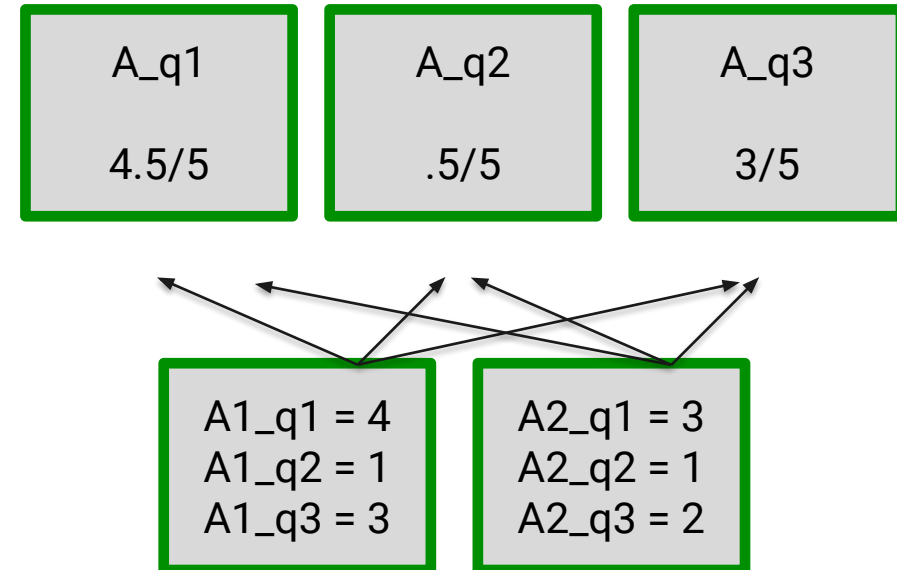 A_q1
4.5/5
A_q2
.5/5
A_q3
3/5
A1_q1 = 4
A1_q2 = 1
A1_q3 = 3
A2_q1 = 3
A2_q2 = 1
A2_q3 = 2